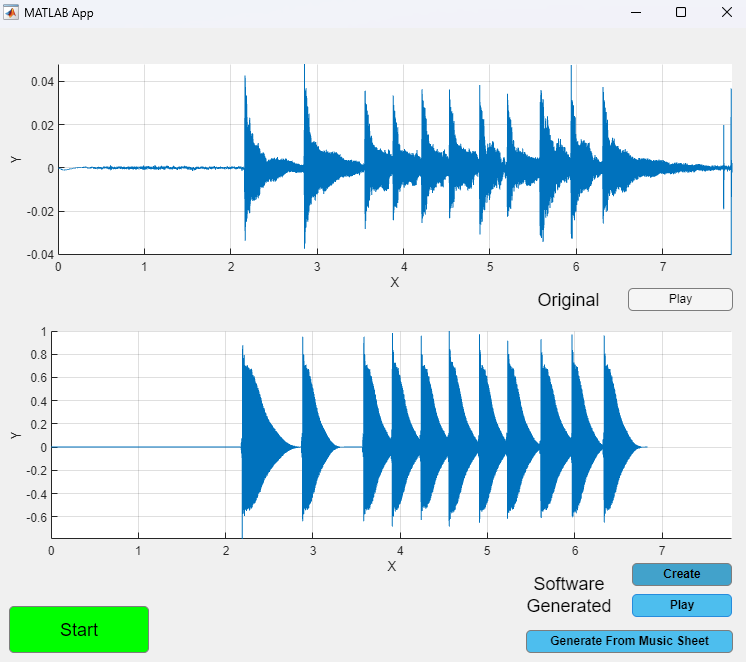 MATLAB App
0.04
0.02
0
-0.02
-0.04
Y
0 1 2 3 4 5 6 7
X
Original Play
1
0.8
0.6
0.4
0.2
0
-0.2
-0.4
-0.6
Y
0 1 2 3 4 5 6 7
X
Software
Generated
Create
Play
Start
Generate From Music Sheet